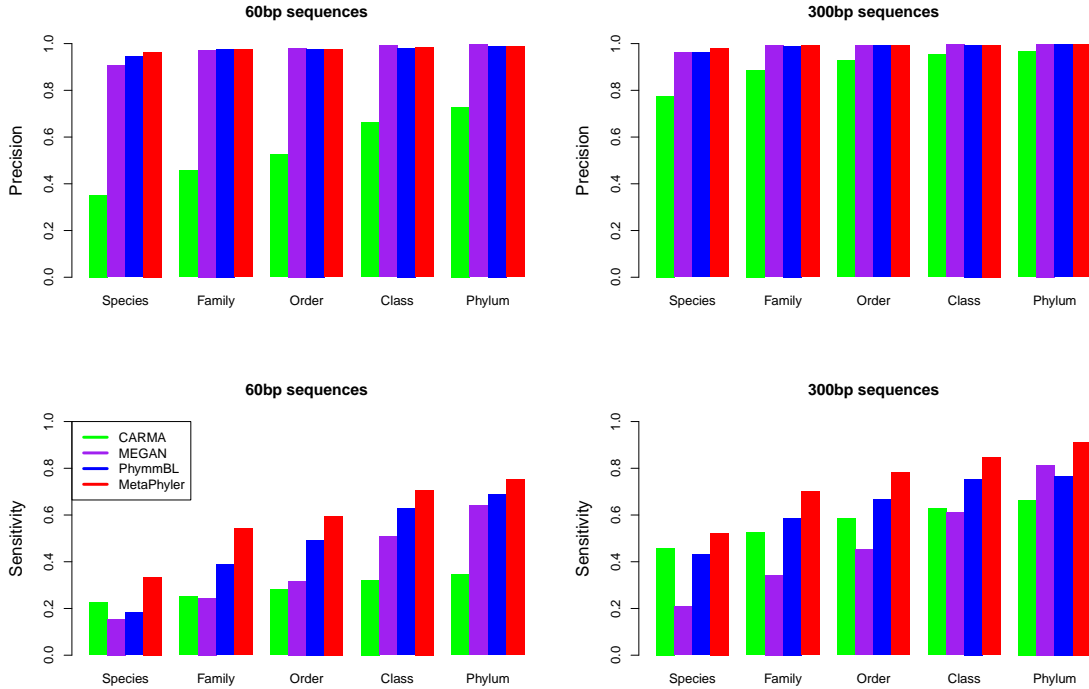 60bp sequences
Precision
0.0 0.2 0.4 0.6 0.8 1.0
Species Family Order Class Phylum
300bp sequences
Precision
0.0 0.2 0.4 0.6 0.8 1.0
Species Family Order Class Phylum
60bp sequences
Sensitivity
0.0 0.2 0.4 0.6 0.8 1.0
CARMA
MEGAN
PhymmBL
MetaPhyler
Species Family Order Class Phylum
300bp sequences
Sensitivity
0.0 0.2 0.4 0.6 0.8 1.0
Species Family Order Class Phylum